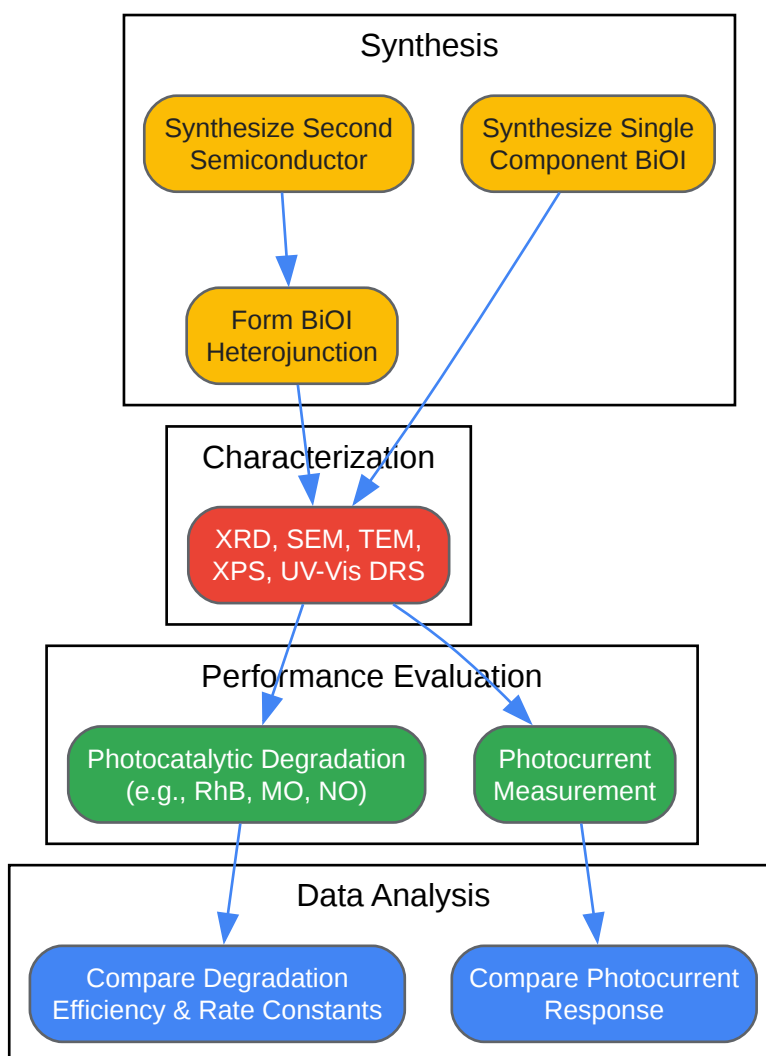 Synthesis
Synthesize Second
Semiconductor
Synthesize Single
Component BiOI
Form BiOI
Heterojunction
Characterization
XRD, SEM, TEM,
XPS, UV-Vis DRS
Performance Evaluation
Photocatalytic Degradation
(e.g., RhB, MO, NO)
Photocurrent
Measurement
Data Analysis
Compare Degradation
Efficiency & Rate Constants
Compare Photocurrent
Response